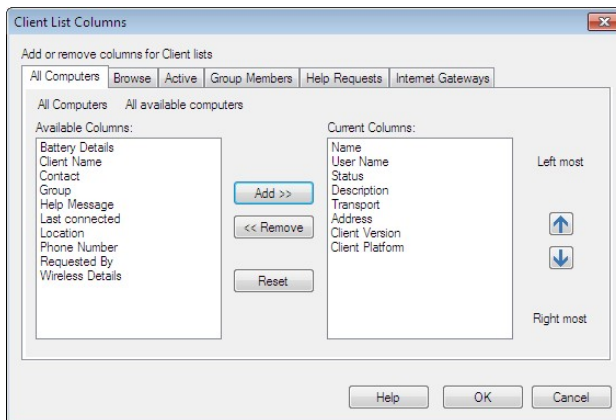 Client List Columns
Add or remove columns for Client lists
All Computers Browse Active Group Members Help Requests Internet Gateways
All Computers All available computers
Available Columns:
Battery Details
Client Name
Contact
Group
Help Message
Last connected
Location
Phone Number
Requested By
Wireless Details
Add >>
<< Remove
Reset
Current Columns:
Name
User Name
Status
Description
Transport
Address
Client Version
Client Platform
Left most
Right most
Help OK Cancel